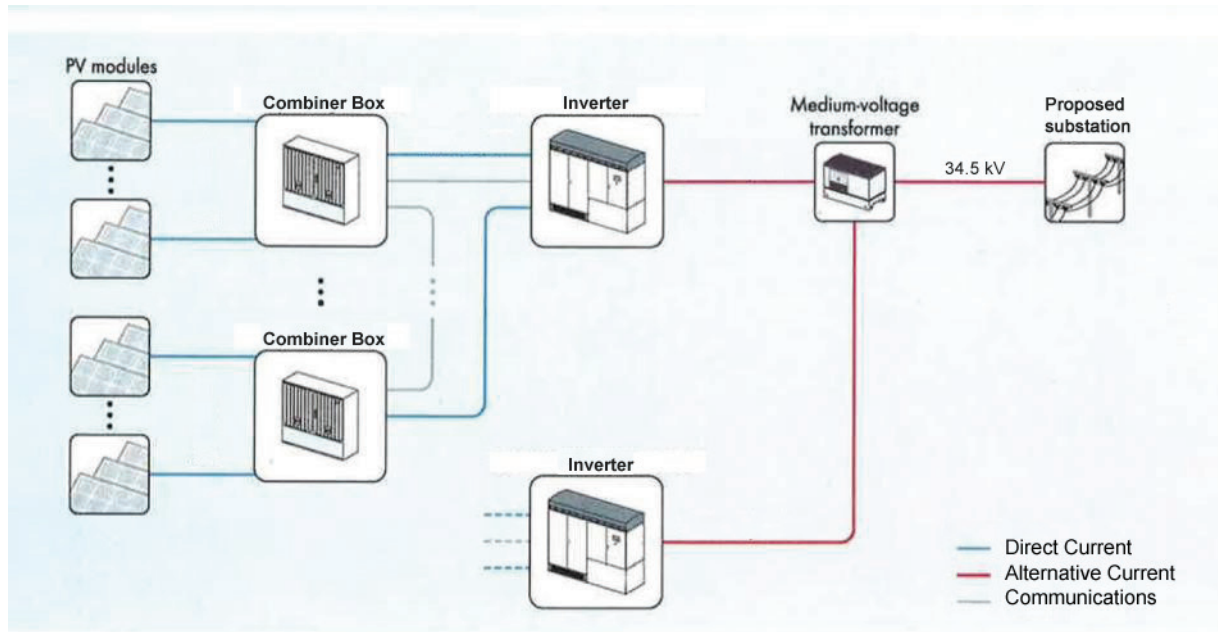 PV modules
Combiner Box
Inverter
Medium-voltage
transformer
Proposed
substation
34.5 kV
Combiner Box
Inverter
Direct Current
Alternative Current
Communications